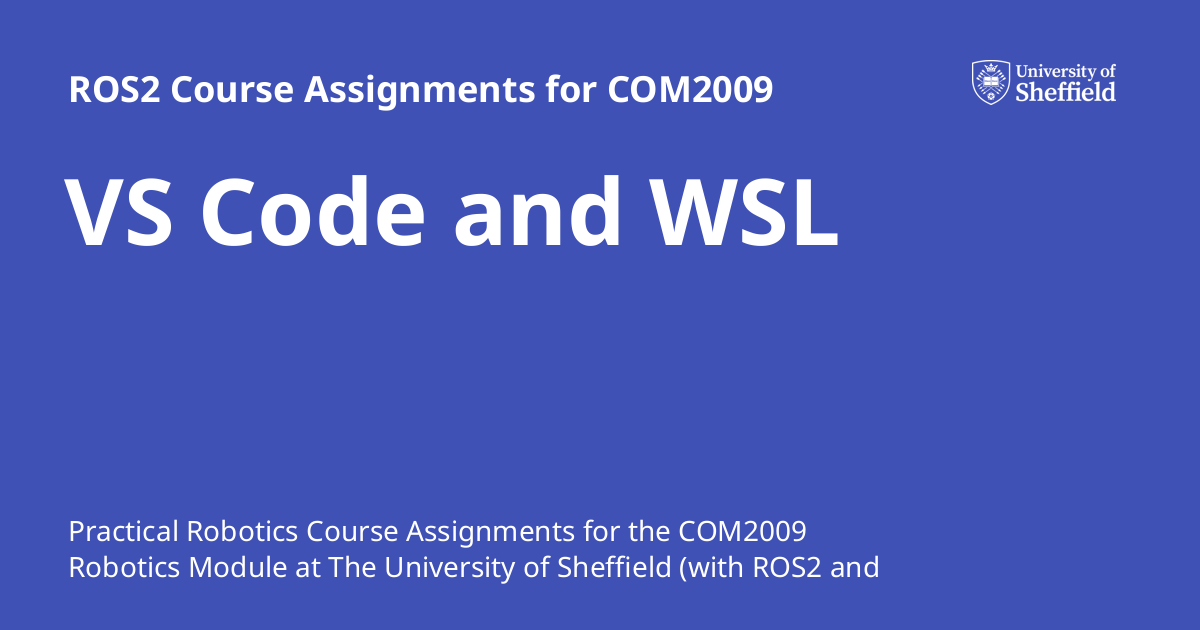 ROS2 Course Assignments for COM2009
University of
Sheffield
VS Code and WSL
Practical Robotics Course Assignments for the COM2009
Robotics Module at The University of Sheffield (with ROS2 and